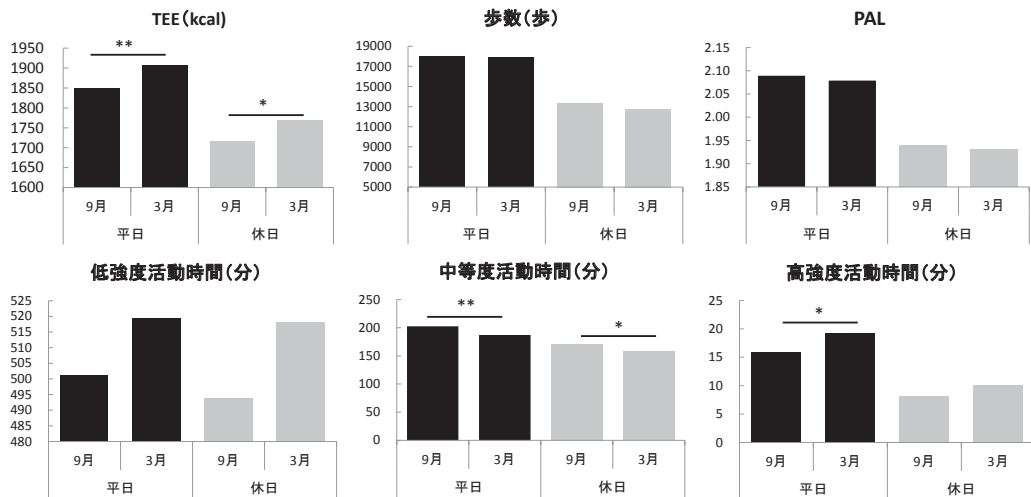 TEE(kcal)
1950
1900
1850
1800
1750
1700
1650
1600
**
*
9月 3月 9月 3月
平日 休日
歩数(歩)
19000
17000
15000
13000
11000
9000
7000
5000
9月 3月 9月 3月
平日 休日
PAL
2.15
2.10
2.05
2.00
1.95
1.90
1.85
9月 3月 9月 3月
平日 休日
低強度活動時間(分)
525
520
515
510
505
500
495
490
485
480
9月 3月 9月 3月
平日 休日
中等度活動時間(分)
250
200
150
100
50
0
**
*
9月 3月 9月 3月
平日 休日
高強度活動時間(分)
25
20
15
10
5
0
*
9月 3月 9月 3月
平日 休日